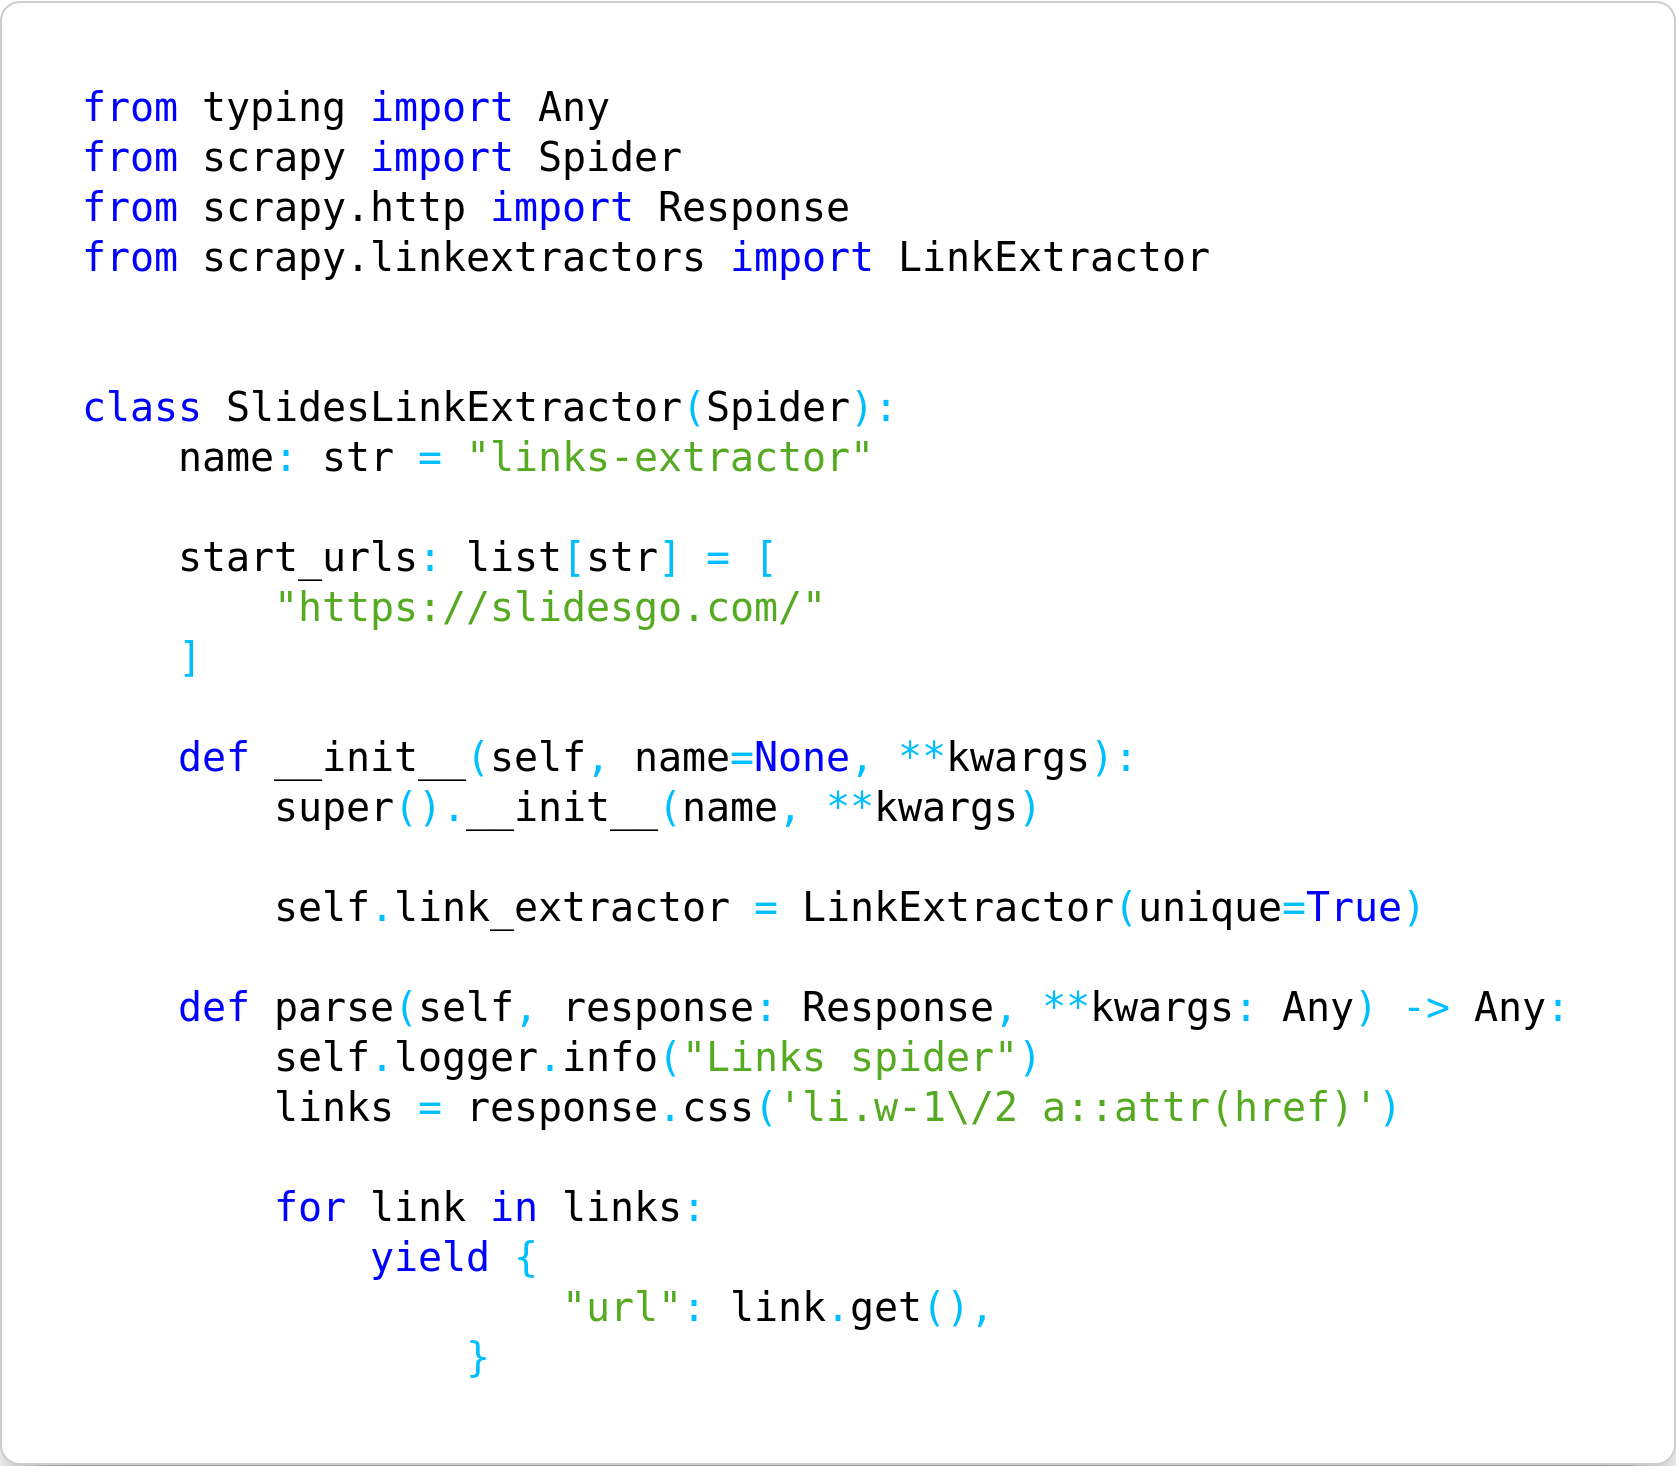 from typing import Any
from scrapy import Spider
from scrapy.http import Response
from scrapy.linkextractors import LinkExtractor


class SlidesLinkExtractor(Spider):
    name: str = "links-extractor"

    start_urls: list[str] = [
        "https://slidesgo.com/"
    ]

    def __init__(self, name=None, **kwargs):
        super().__init__(name, **kwargs)

        self.link_extractor = LinkExtractor(unique=True)

    def parse(self, response: Response, **kwargs: Any) -> Any:
        self.logger.info("Links spider")
        links = response.css('li.w-1\/2 a::attr(href)')

        for link in links:
            yield {
                    "url": link.get(),
                }